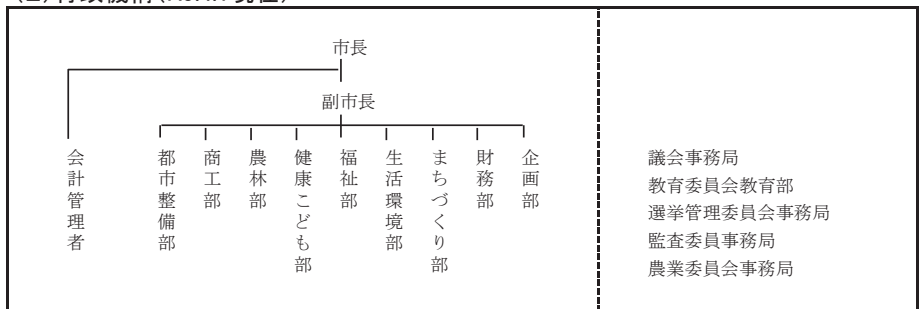 市長
副市長
会計管理者
都市整備部
商工部
農林部
健康こども部
福祉部
生活環境部
まちづくり部
財務部
企画部
議会事務局
教育委員会教育部
選挙管理委員会事務局
監査委員事務局
農業委員会事務局